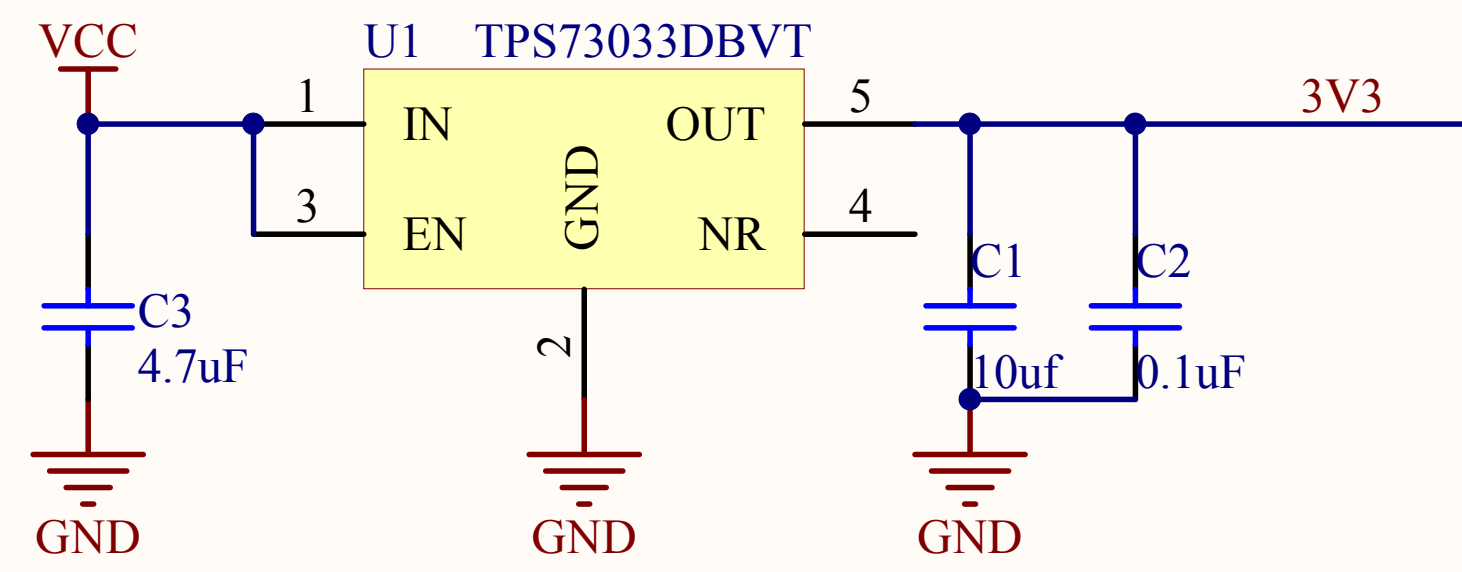 VCC
U1 TPS73033DBVT
1
IN
OUT
5
3V3
3
EN
GND
NR
4
2
C3
4.7uF
C1
10uf
C2
0.1uF
GND
GND
GND